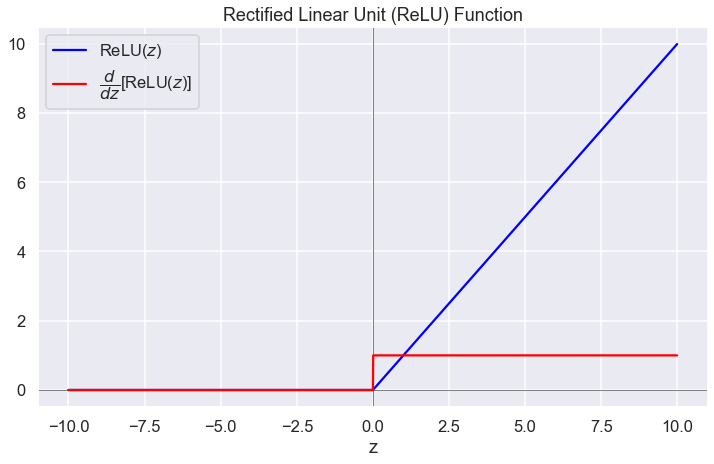 Rectified Linear Unit (ReLU) Function
ReLU(z)
d/dz[ReLU(z)]
10
8
6
4
2
0
−10.0 −7.5 −5.0 −2.5 0.0 2.5 5.0 7.5 10.0
z